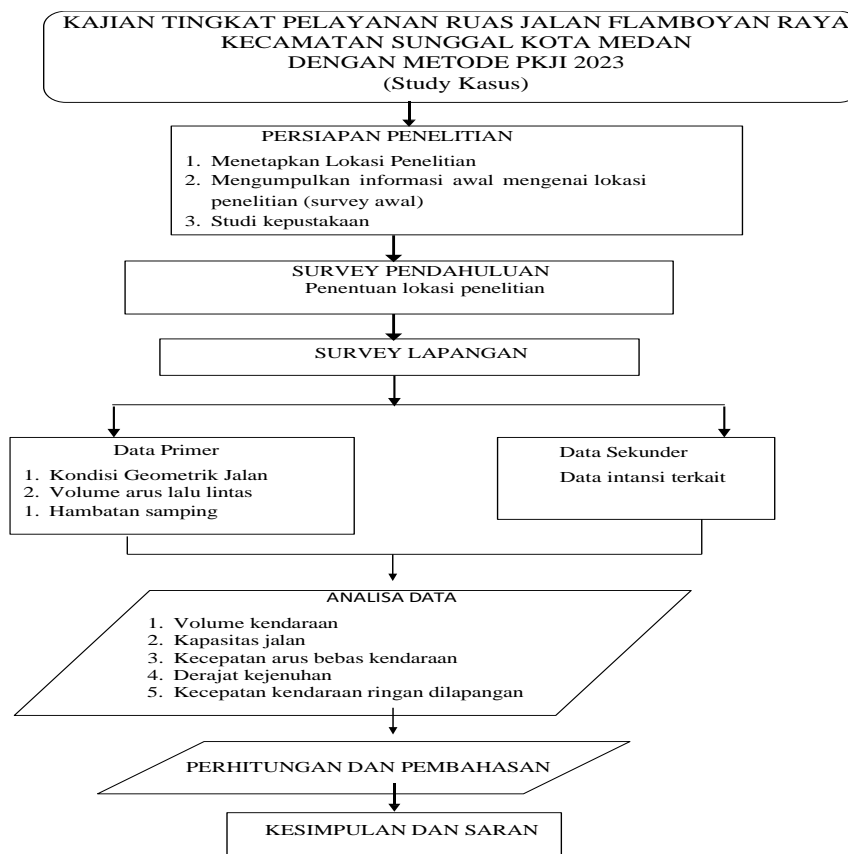 KAJIAN TINGKAT PELAYANAN RUAS JALAN FLAMBOYAN RAYA
KECAMATAN SUNGGAL KOTA MEDAN
DENGAN METODE PKJI 2023
(Study Kasus)
PERSIAPAN PENELITIAN
1. Menetapkan Lokasi Penelitian
2. Mengumpulkan informasi awal mengenai lokasi
penelitian (survey awal)
3. Studi kepustakaan
SURVEY PENDAHULUAN
Penentuan lokasi penelitian
SURVEY LAPANGAN
Data Primer
1. Kondisi Geometrik Jalan
2. Volume arus lalu lintas
1. Hambatan samping
Data Sekunder
Data intansi terkait
ANALISA DATA
1. Volume kendaraan
2. Kapasitas jalan
3. Kecepatan arus bebas kendaraan
4. Derajat kejenuhan
5. Kecepatan kendaraan ringan dilapangan
PERHITUNGAN DAN PEMBAHASAN
KESIMPULAN DAN SARAN